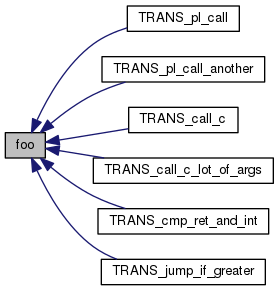 TRANS_pl_call
TRANS_pl_call_another
TRANS_call_c
foo
TRANS_call_c_lot_of_args
TRANS_cmp_ret_and_int
TRANS_jump_if_greater